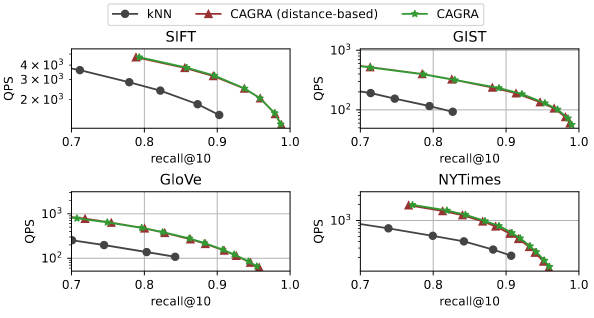 kNN CAGRA (distance-based) CAGRA
SIFT
QPS
4 × 10³
3 × 10³
2 × 10³
0.7 0.8 0.9 1.0
recall@10
GIST
QPS
10³
10²
0.7 0.8 0.9 1.0
recall@10
GloVe
QPS
10³
10²
0.7 0.8 0.9 1.0
recall@10
NYTimes
QPS
10³
0.7 0.8 0.9 1.0
recall@10